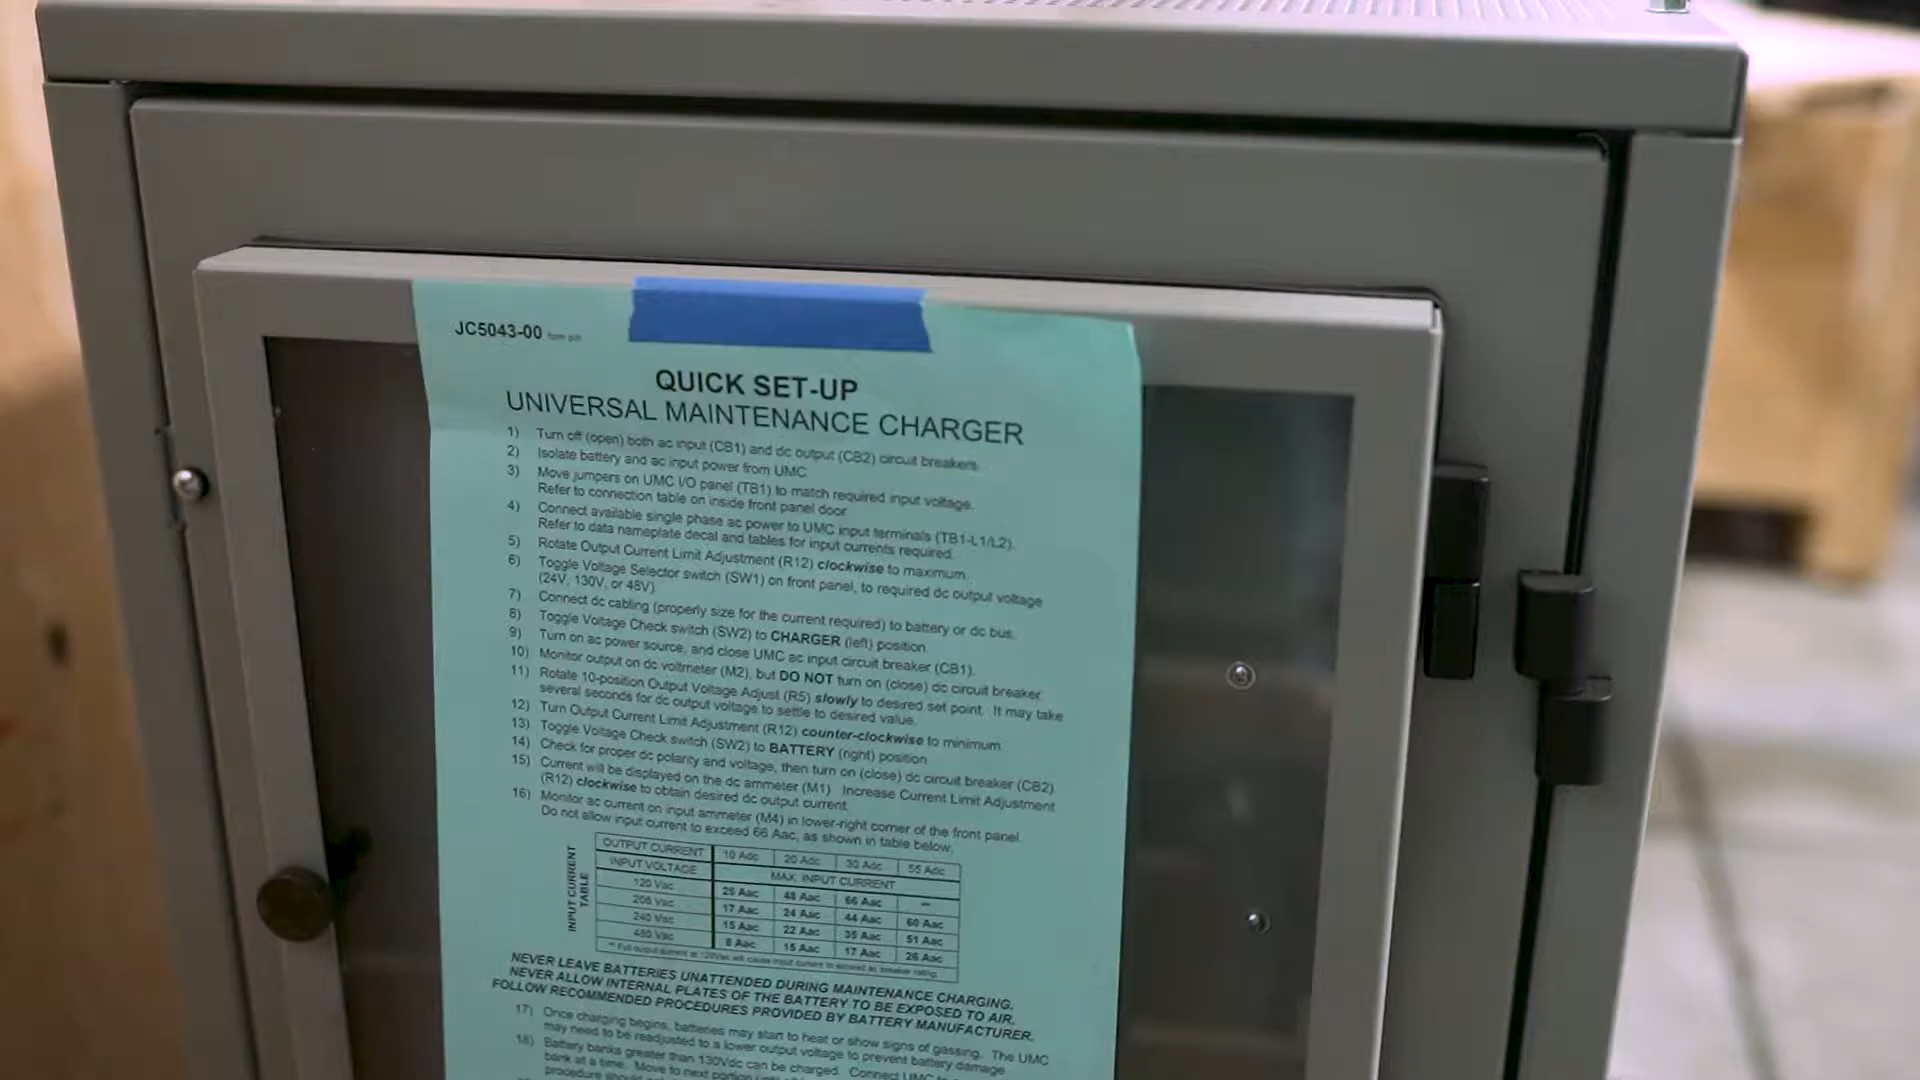 JC5043-00
QUICK SET-UP
UNIVERSAL MAINTENANCE CHARGER
1) Turn off (open) both ac input (CB1) and dc output (CB2) circuit breakers.
2) Isolate battery and ac input power from UMC.
3) Move jumpers on UMC I/O panel (TB1) to match required input voltage.
Refer to connection table on inside front panel door.
4) Connect available single phase ac power to UMC input terminals (TB1-L1/L2).
Refer to data nameplate decal and tables for input currents required.
5) Rotate Output Current Limit Adjustment (R12) clockwise to maximum.
6) Toggle Voltage Selector switch (SW1) on front panel, to required dc output voltage
(24V, 130V, or 48V).
7) Connect dc cabling (properly size for the current required) to battery or dc bus.
8) Toggle Voltage Check switch (SW2) to CHARGER (left) position.
9) Turn on ac power source, and close UMC ac input circuit breaker (CB1).
10) Monitor output on dc voltmeter (M2), but DO NOT turn on (close) dc circuit breaker.
11) Rotate 10-position Output Voltage Adjust (R5) slowly to desired set point. It may take
several seconds for dc output voltage to settle to desired value.
12) Turn Output Current Limit Adjustment (R12) counter-clockwise to minimum.
13) Toggle Voltage Check switch (SW2) to BATTERY (right) position.
14) Check for proper dc polarity and voltage, then turn on (close) dc circuit breaker (CB2).
15) Current will be displayed on the dc ammeter (M1). Increase Current Limit Adjustment
(R12) clockwise to obtain desired dc output current.
16) Monitor ac current on input ammeter (M4) in lower-right corner of the front panel.
Do not allow input current to exceed 66 Aac, as shown in table below.
INPUT CURRENT
TABLE
OUTPUT CURRENT 10 Adc 20 Adc 30 Adc 55 Adc
INPUT VOLTAGE MAX. INPUT CURRENT
120 Vac 25 Aac 48 Aac 66 Aac --
208 Vac 17 Aac 24 Aac 44 Aac 60 Aac
240 Vac 15 Aac 22 Aac 35 Aac 51 Aac
480 Vac 8 Aac 15 Aac 17 Aac 26 Aac
** Full output current at 120Vac will cause input current to exceed ac breaker rating.
NEVER LEAVE BATTERIES UNATTENDED DURING MAINTENANCE CHARGING.
NEVER ALLOW INTERNAL PLATES OF THE BATTERY TO BE EXPOSED TO AIR.
FOLLOW RECOMMENDED PROCEDURES PROVIDED BY BATTERY MANUFACTURER.
17) Once charging begins, batteries may start to heat or show signs of gassing. The UMC
may need to be readjusted to a lower output voltage to prevent battery damage
18) Battery banks greater than 130Vdc can be charged. Connect UMC
bank at a time. Move to next portion
procedure